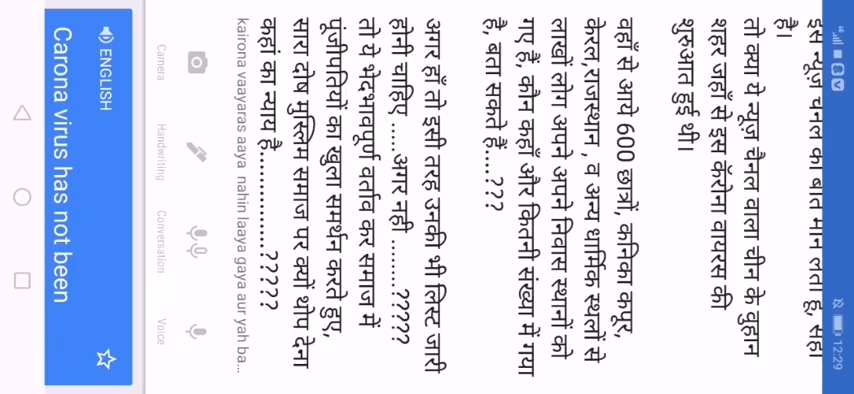 12:29
इस न्यूज़ चैनल की बात मान लेती हूं, सही
है।
तो क्या ये न्यूज़ चैनल वाला चीन के वुहान
शहर जहाँ से इस कॅरोना वायरस की
शुरुआत हुई थी।
वहाँ से आये 600 छात्रों, कनिका कपूर,
केरल,राजस्थान , व अन्य धार्मिक स्थलों से
लाखों लोग अपने अपने निवास स्थानों को
गए हैं, कौन कहाँ और कितनी संख्या में गया
है, बता सकते हैं....???
अगर हाँ तो इसी तरह उनकी भी लिस्ट जारी
होनी चाहिए .....अगर नही ........?????
तो ये भेदभावपूर्ण वर्ताव कर समाज में
पूंजीपतियों का खुला समर्थन करते हुए,
सारा दोष मुस्लिम समाज पर क्यों थोप देना
कहां का न्याय है...............?????
kairona vaayaras aaya nahin laaya gaya aur yah ba...
Camera Handwriting Conversation Voice
ENGLISH
Carona virus has not been